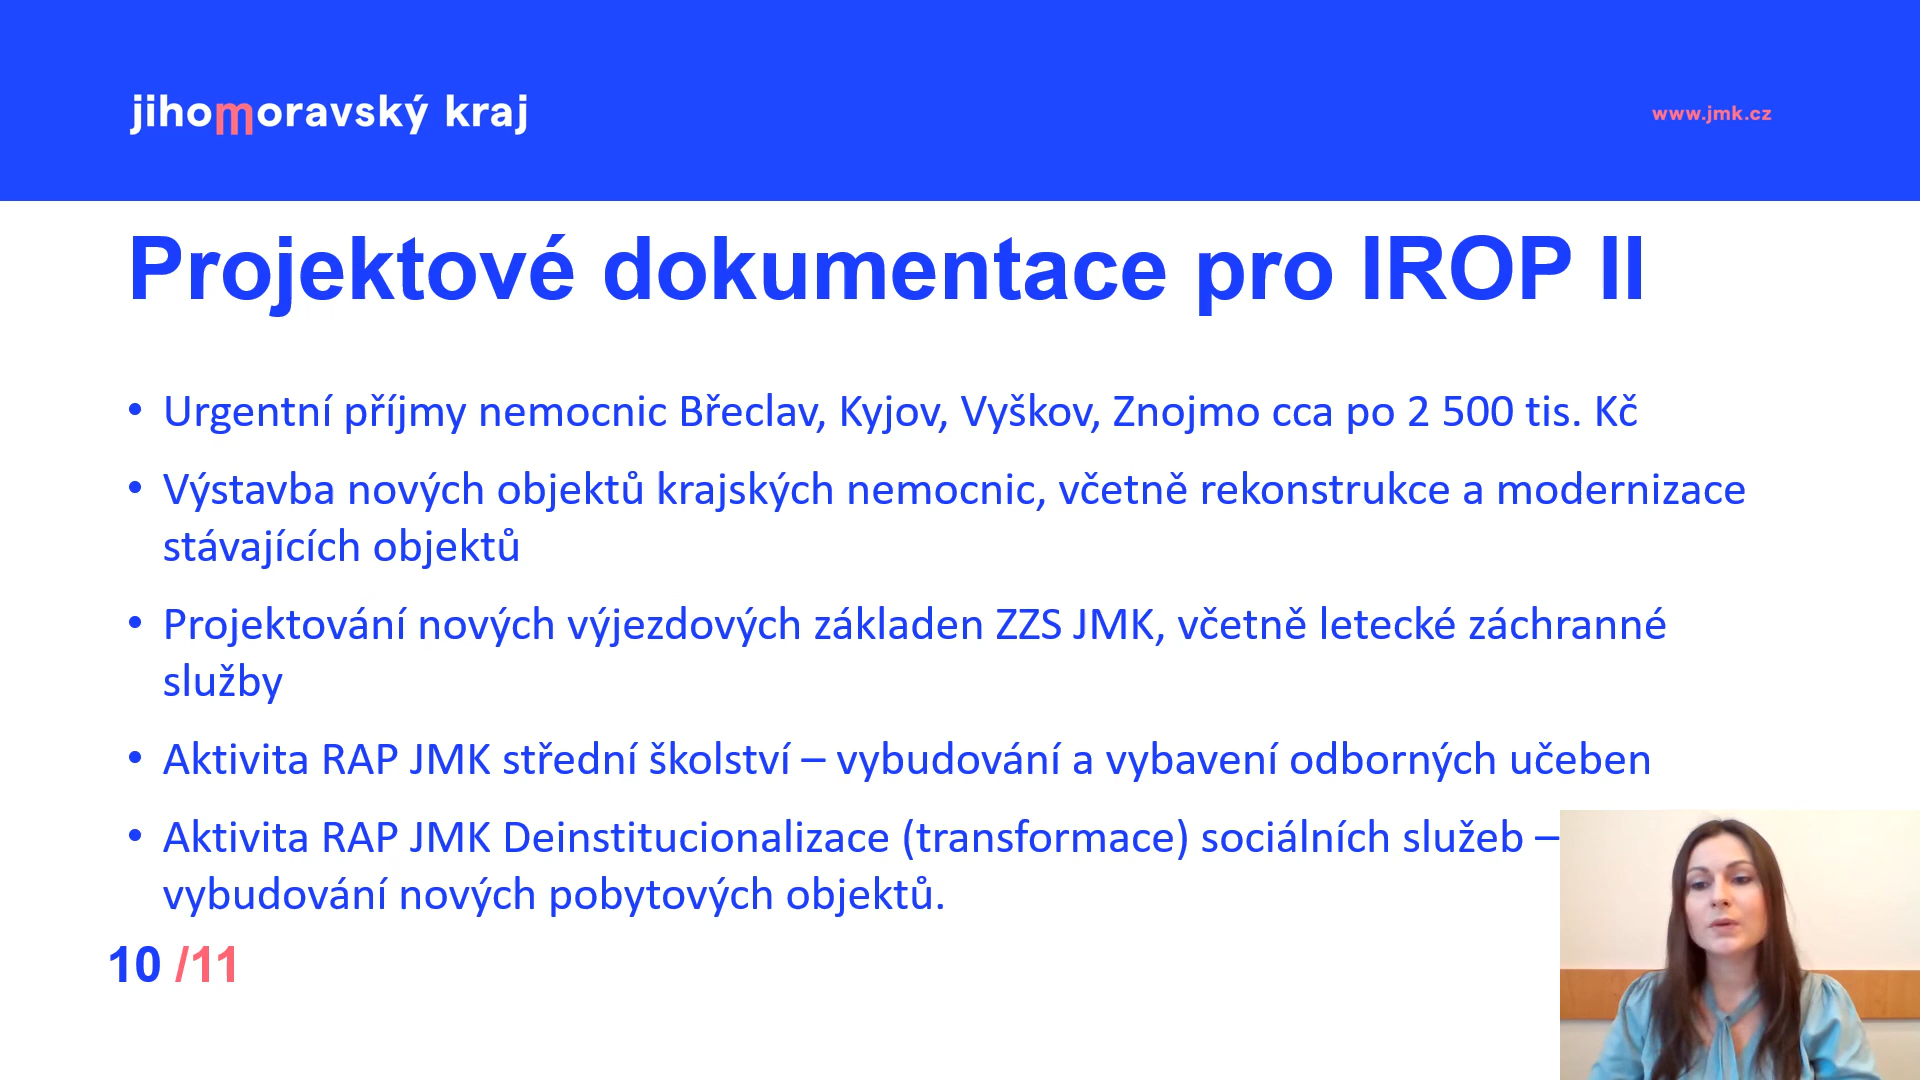 jihomoravský kraj
www.jmk.cz
Projektové dokumentace pro IROP II
• Urgentní příjmy nemocnic Břeclav, Kyjov, Vyškov, Znojmo cca po 2 500 tis. Kč
• Výstavba nových objektů krajských nemocnic, včetně rekonstrukce a modernizace
stávajících objektů
• Projektování nových výjezdových základen ZZS JMK, včetně letecké záchranné
služby
• Aktivita RAP JMK střední školství – vybudování a vybavení odborných učeben
• Aktivita RAP JMK Deinstitucionalizace (transformace) sociálních služeb –
vybudování nových pobytových objektů.
10 /11